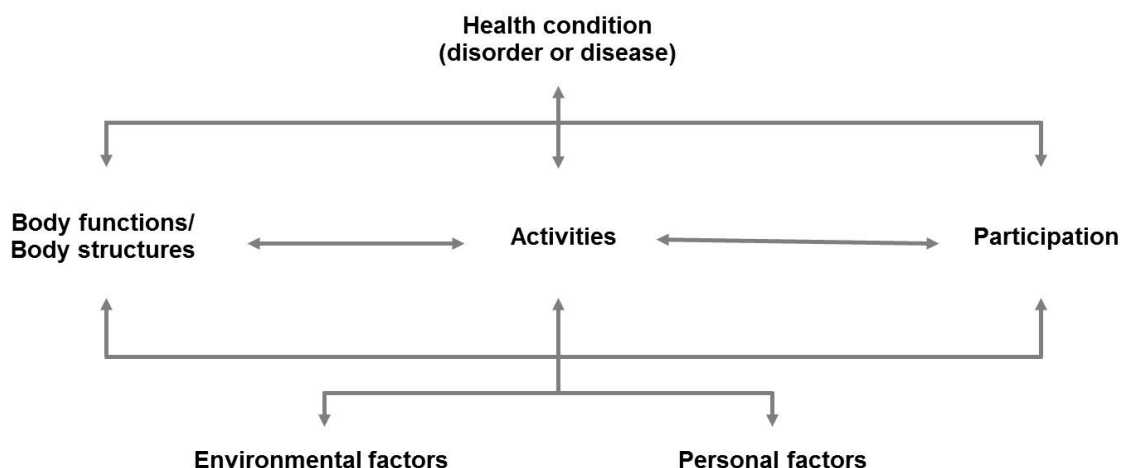 Health condition
(disorder or disease)
Body functions/
Body structures
Activities
Participation
Environmental factors
Personal factors